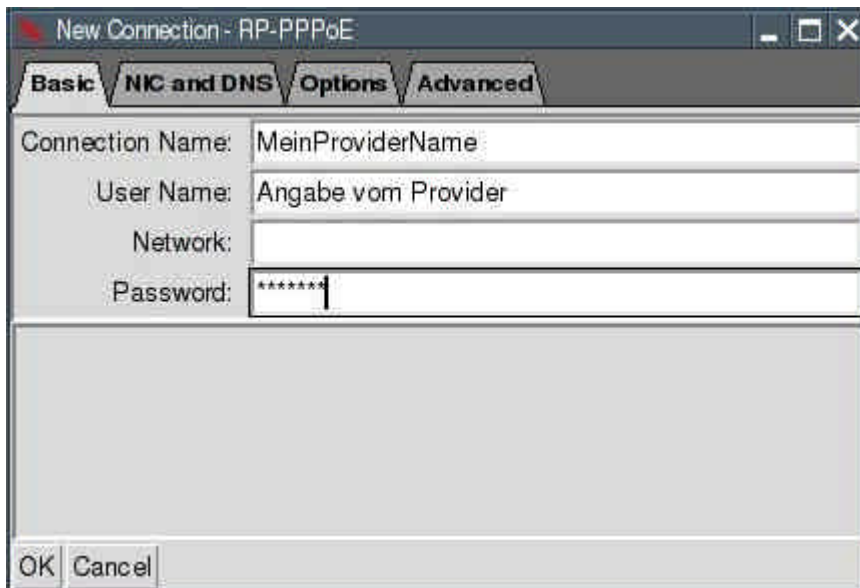 New Connection - RP-PPPoE
Basic NIC and DNS Options Advanced
Connection Name: MeinProviderName
User Name: Angabe vom Provider
Network:
Password: *******
OK Cancel